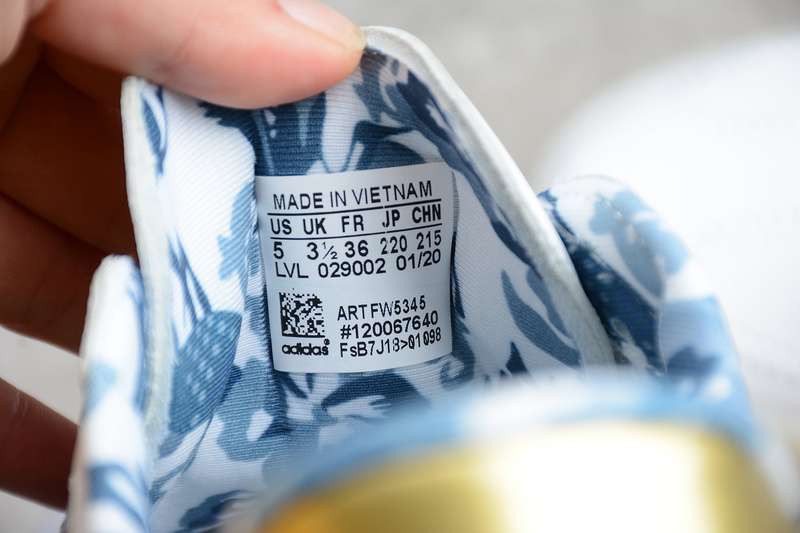 MADE IN VIETNAM
US UK FR JP CHN
5 3½ 36 220 215
LVL 029002 01/20
ART FW5345
#120067640
adidas® FsB7J18>01098